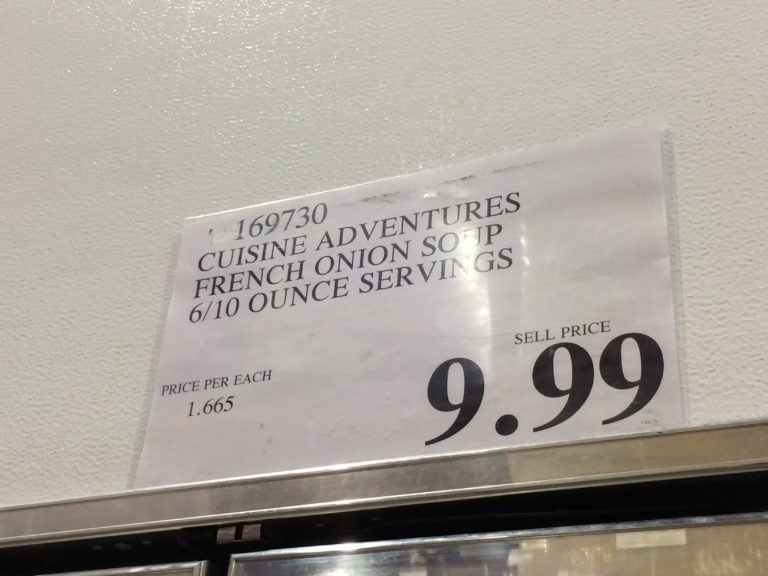 169730
CUISINE ADVENTURES
FRENCH ONION SOUP
6/10 OUNCE SERVINGS
SELL PRICE
9.99
PRICE PER EACH
1.665